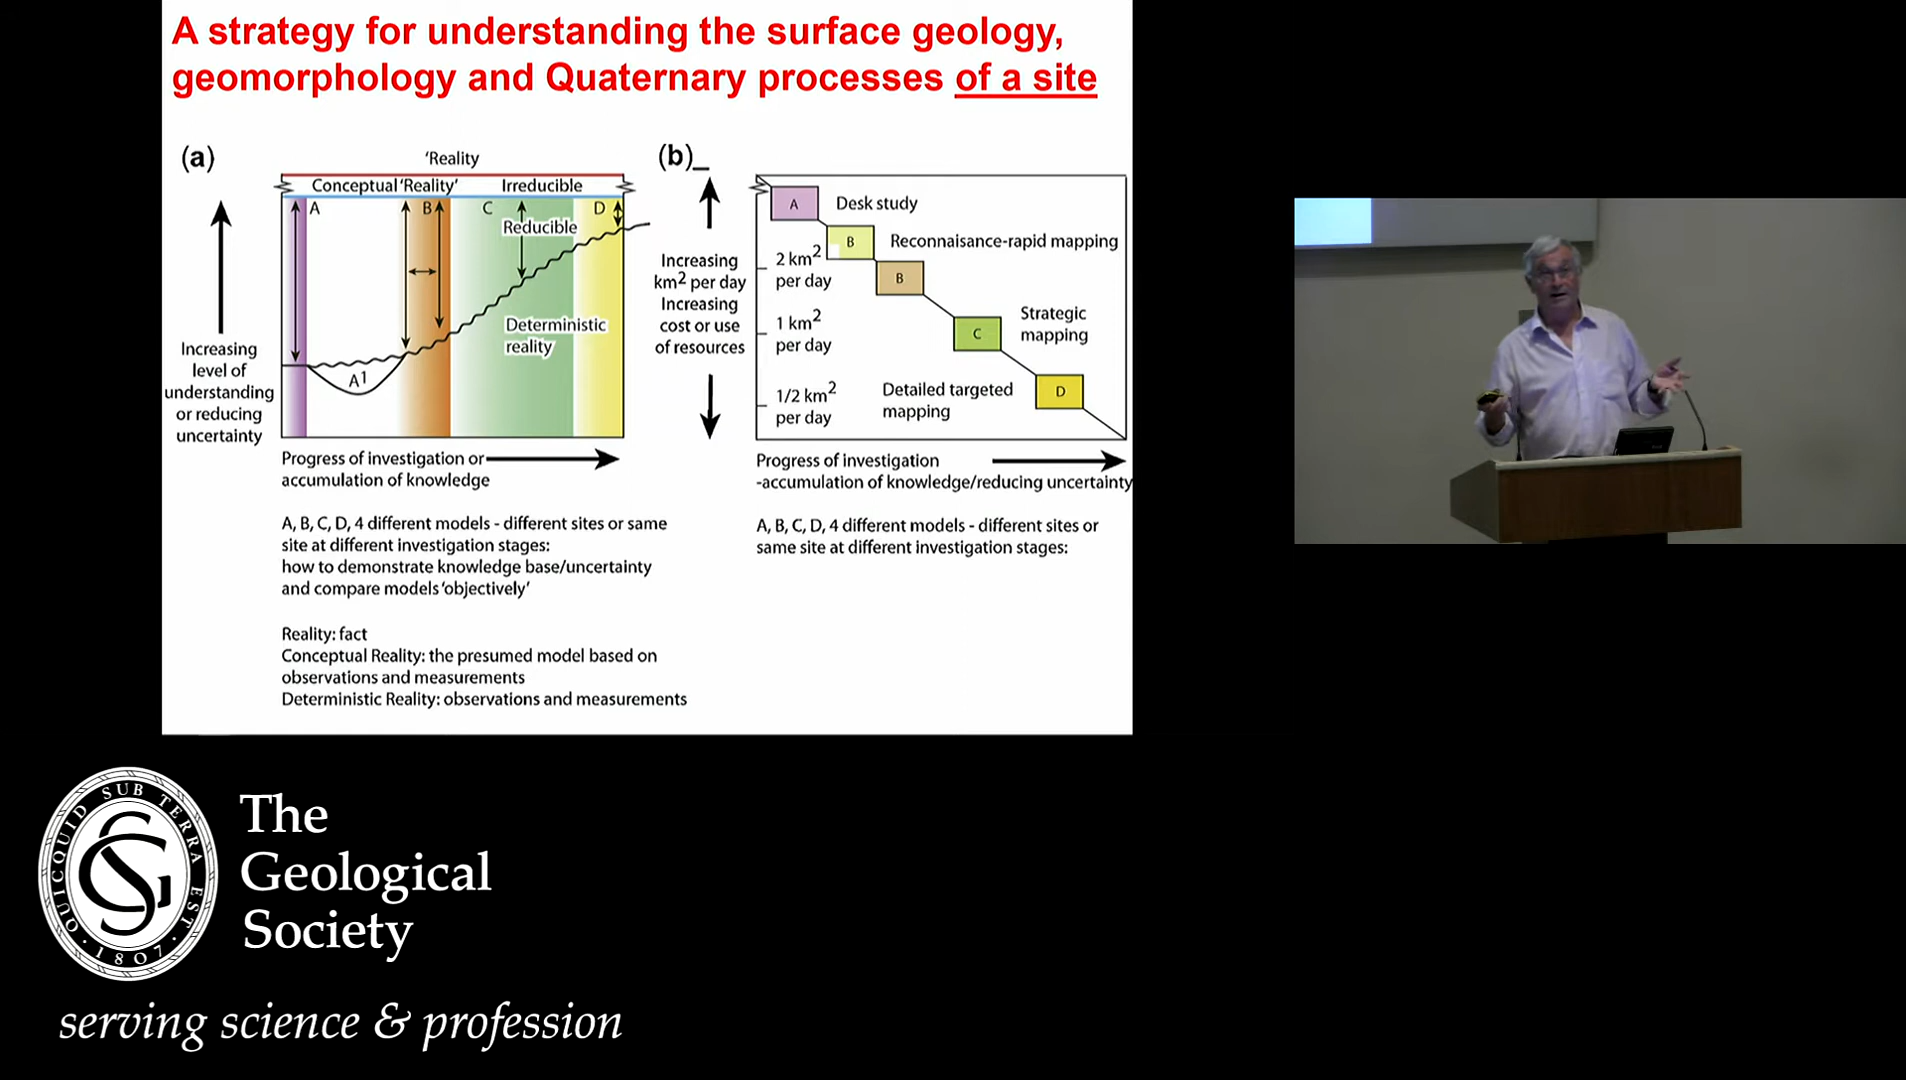 A strategy for understanding the surface geology,
geomorphology and Quaternary processes of a site
(a)
'Reality
Conceptual 'Reality'
Irreducible
A
B
C
D
Reducible
Deterministic
reality
A1
Increasing
level of
understanding
or reducing
uncertainty
Progress of investigation or
accumulation of knowledge
A, B, C, D, 4 different models - different sites or same
site at different investigation stages:
how to demonstrate knowledge base/uncertainty
and compare models 'objectively'
Reality: fact
Conceptual Reality: the presumed model based on
observations and measurements
Deterministic Reality: observations and measurements
(b)_
Increasing
km2 per day
Increasing
cost or use
of resources
A
Desk study
B
Reconnaisance-rapid mapping
2 km2
per day
B
1 km2
per day
C
Strategic
mapping
1/2 km2
per day
Detailed targeted
mapping
D
Progress of investigation
-accumulation of knowledge/reducing uncertainty
A, B, C, D, 4 different models - different sites or
same site at different investigation stages:
QUICQUID SUB TERRA EST
1807
The
Geological
Society
serving science & profession